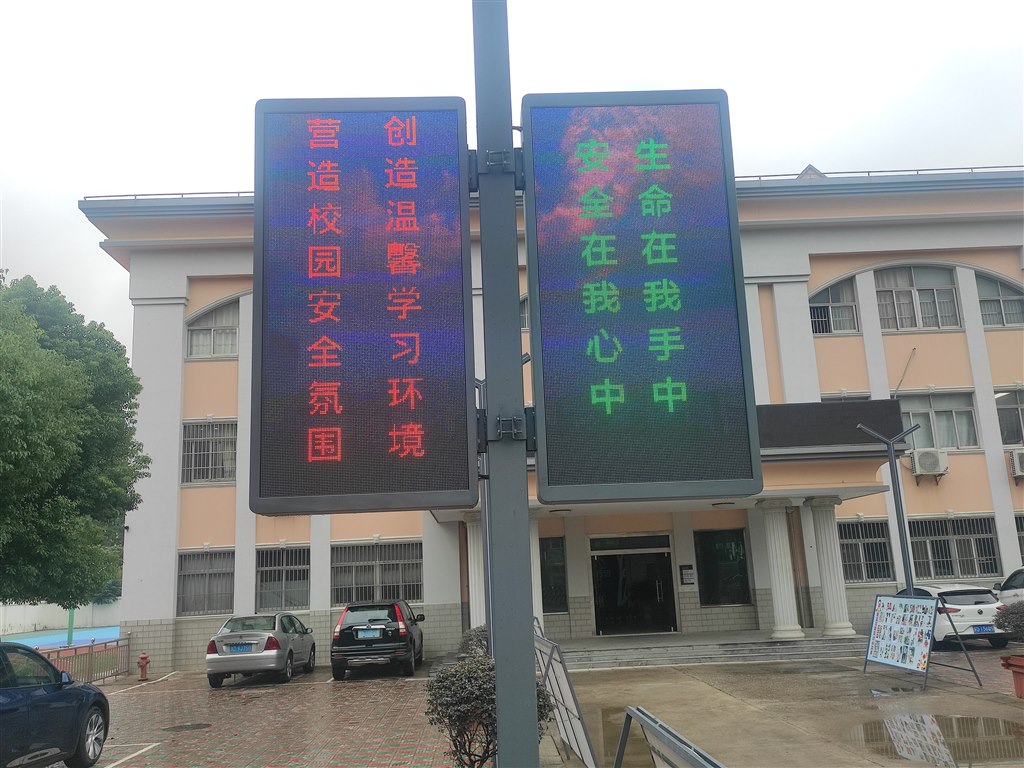 创造温馨学习环境
营造校园安全氛围
生命在我手中
安全在我心中